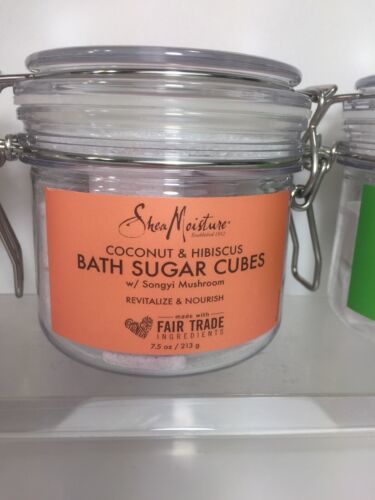 SheaMoisture
Established 1912
COCONUT & HIBISCUS
BATH SUGAR CUBES
w/ Songyi Mushroom
REVITALIZE & NOURISH
made with
FAIR TRADE
INGREDIENTS
7.5 oz / 213 g